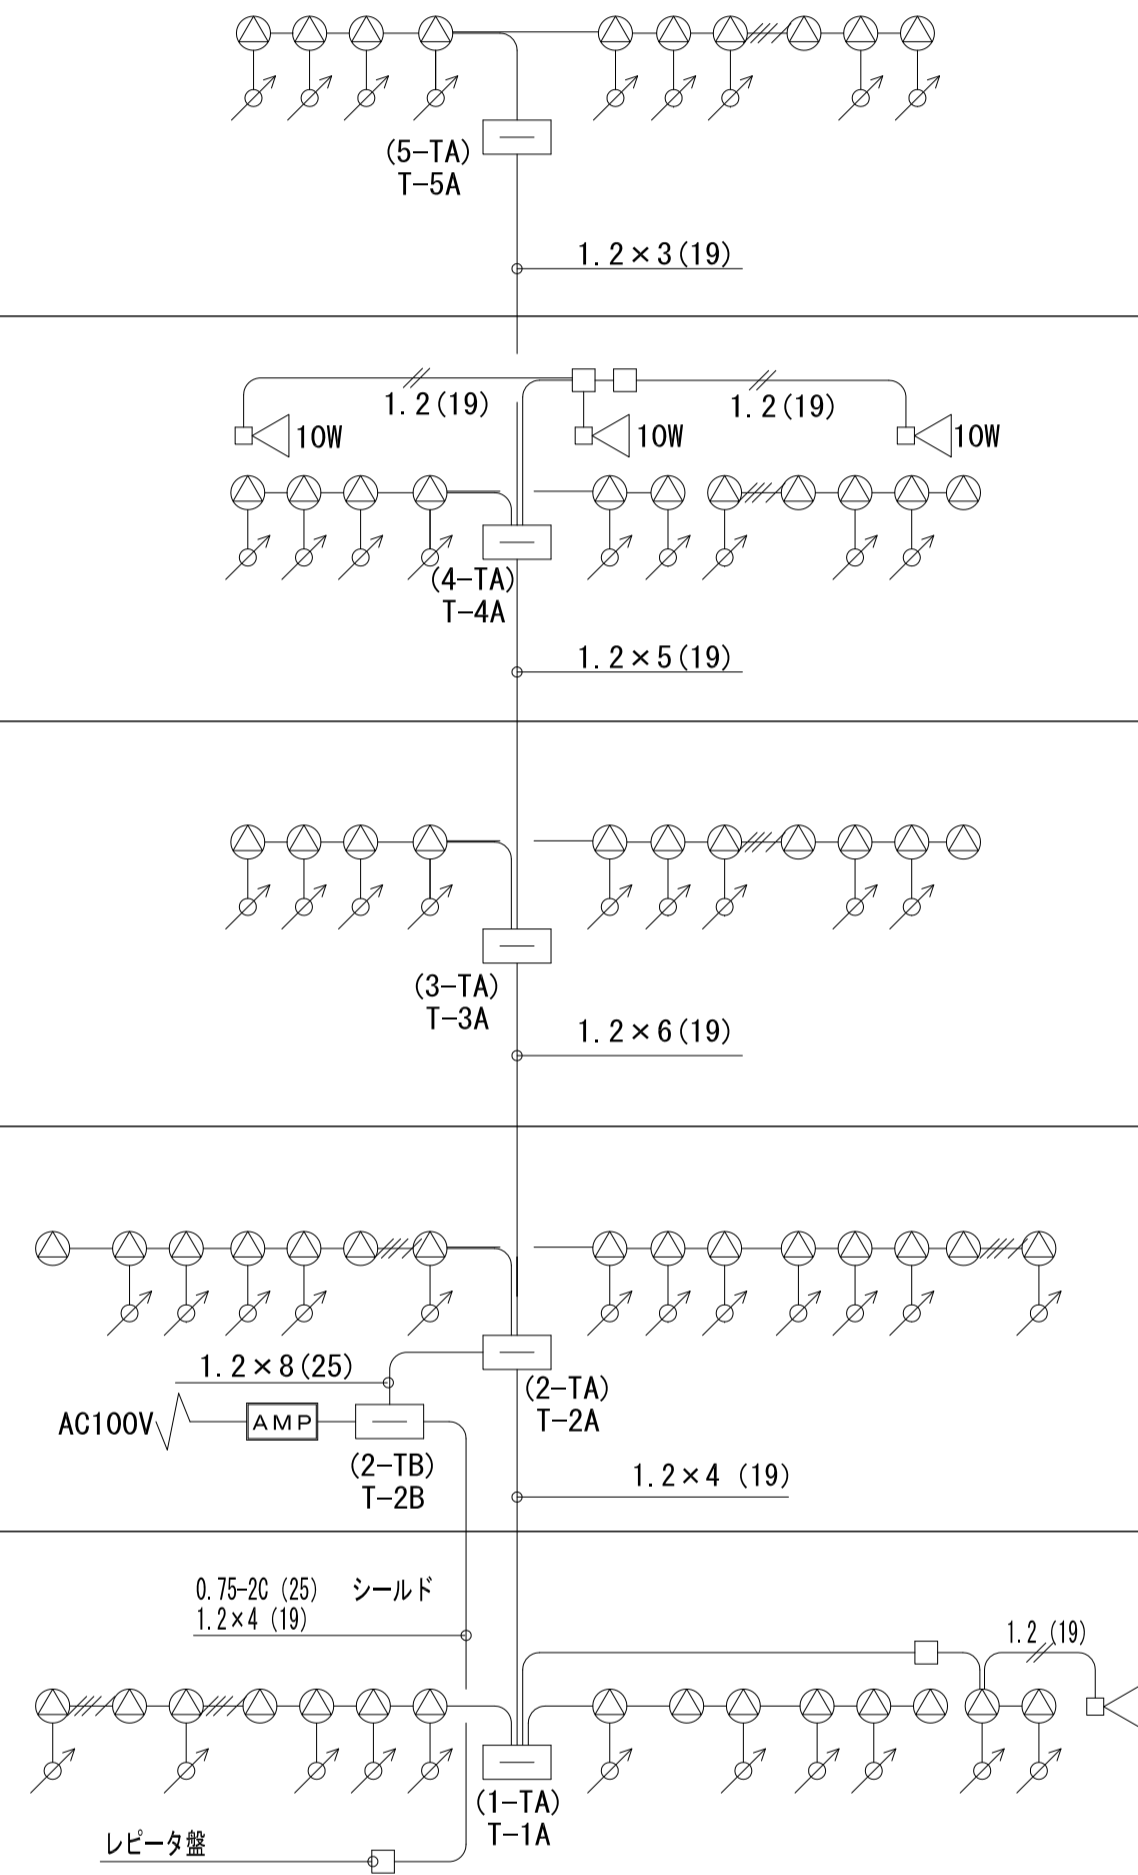 (5-TA)
T-5A
1.2×3(19)
1.2(19)
1.2(19)
10W
10W
10W
(4-TA)
T-4A
1.2×5(19)
(3-TA)
T-3A
1.2×6(19)
1.2×8(25)
(2-TA)
T-2A
AC100V
AMP
(2-TB)
T-2B
1.2×4 (19)
0.75-2C (25) シールド
1.2×4 (19)
1.2 (19)
(1-TA)
T-1A
レピータ盤